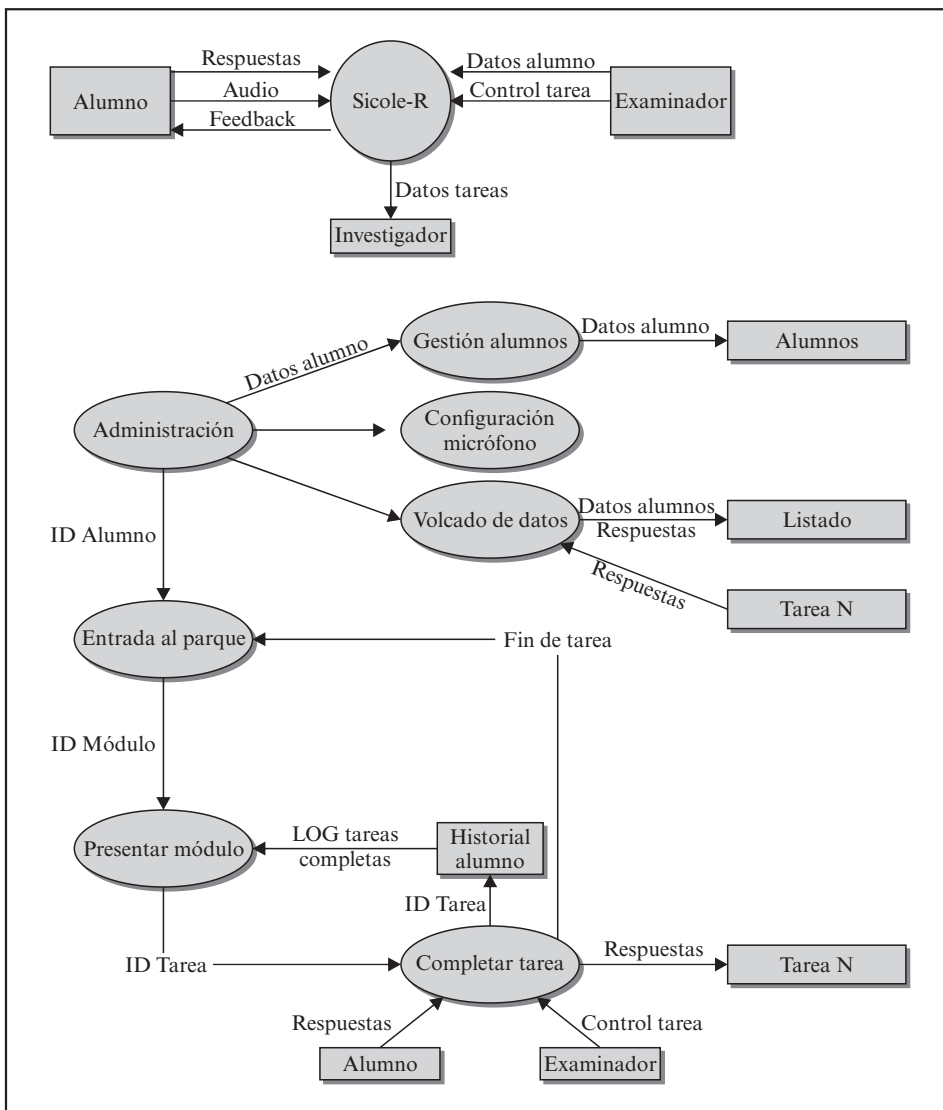 Respuestas
Audio
Feedback
Alumno
Sicole-R
Datos alumno
Control tarea
Examinador
Datos tareas
Investigador
Datos alumno
Gestión alumnos
Datos alumno
Alumnos
Administración
Configuración
micrófono
Volcado de datos
Datos alumnos
Respuestas
Listado
ID Alumno
Respuestas
Tarea N
Entrada al parque
Fin de tarea
ID Módulo
Presentar módulo
LOG tareas
completas
Historial
alumno
ID Tarea
ID Tarea
Completar tarea
Respuestas
Tarea N
Respuestas
Control tarea
Alumno
Examinador